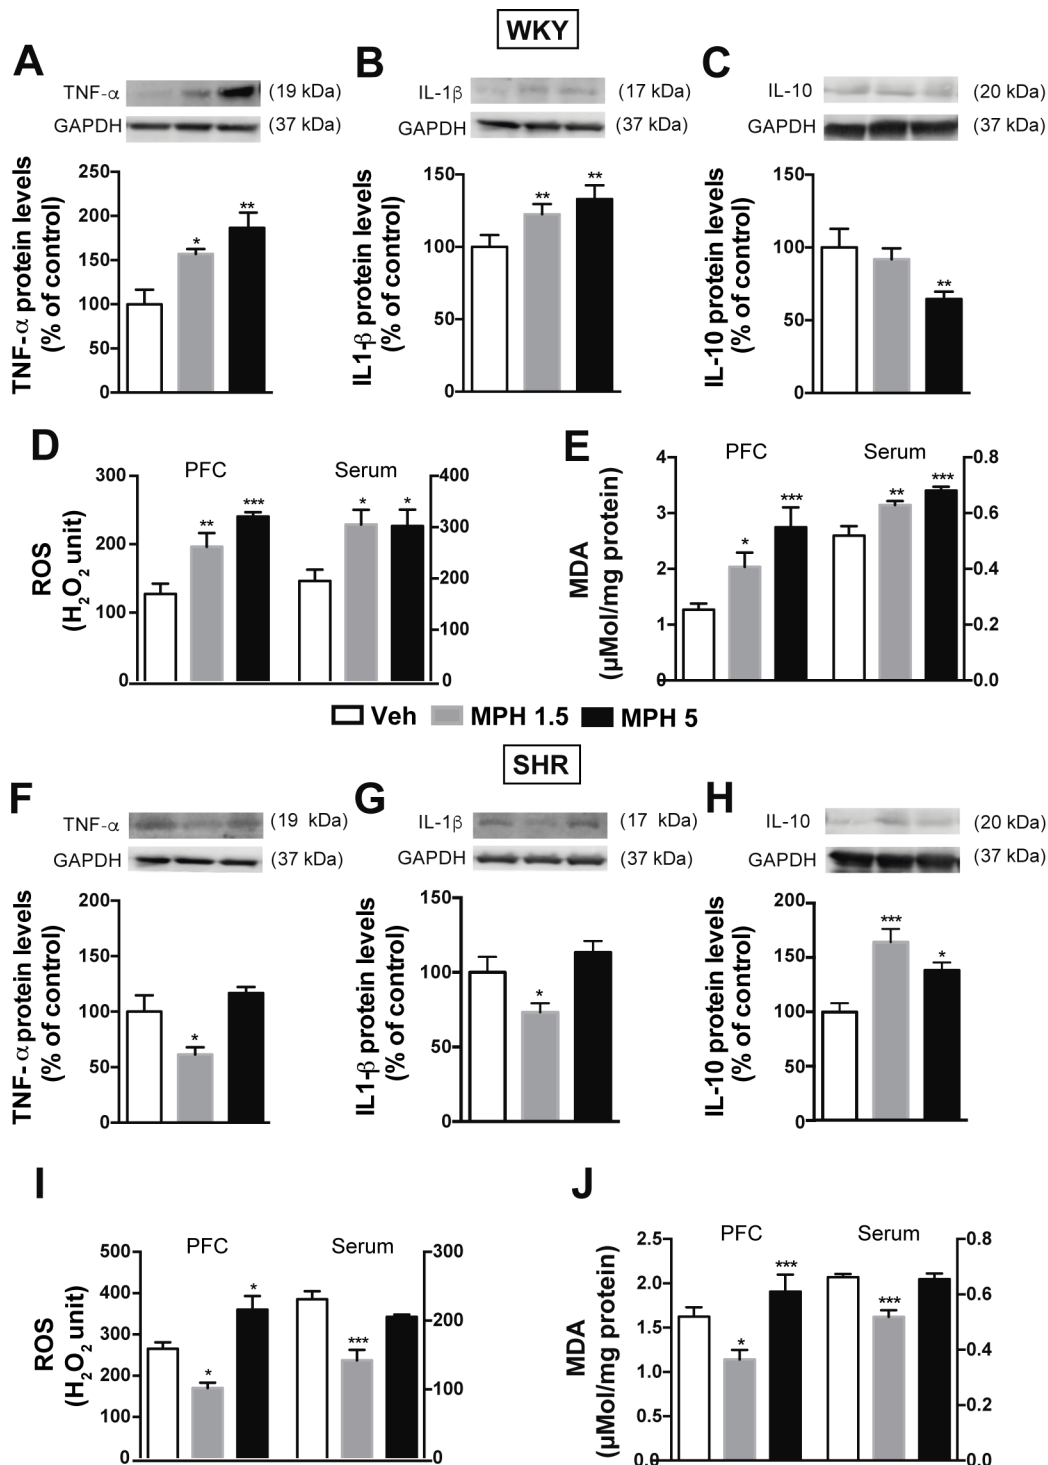 WKY
A
TNF-α (19 kDa)
GAPDH (37 kDa)
TNF-α protein levels
(% of control)
250
200
150
100
50
0
*
**
B
IL-1β (17 kDa)
GAPDH (37 kDa)
IL1-β protein levels
(% of control)
150
100
50
0
**
**
C
IL-10 (20 kDa)
GAPDH (37 kDa)
IL-10 protein levels
(% of control)
150
100
50
0
**
D
PFC Serum
ROS
(H₂O₂ unit)
300
200
100
0
400
300
200
100
0
**
***
*
*
E
PFC Serum
MDA
(µMol/mg protein)
4
3
2
1
0
0.8
0.6
0.4
0.2
0.0
*
***
**
***
Veh MPH 1.5 MPH 5
SHR
F
TNF-α (19 kDa)
GAPDH (37 kDa)
TNF- α protein levels
(% of control)
200
150
100
50
0
*
G
IL-1β (17 kDa)
GAPDH (37 kDa)
IL1-β protein levels
(% of control)
150
100
50
0
*
H
IL-10 (20 kDa)
GAPDH (37 kDa)
IL-10 protein levels
(% of control)
200
150
100
50
0
***
*
I
PFC Serum
ROS
(H₂O₂ unit)
500
400
300
200
100
0
300
200
100
0
*
*
***
J
PFC Serum
MDA
(µMol/mg protein)
2.5
2.0
1.5
1.0
0.5
0.0
0.8
0.6
0.4
0.2
0.0
*
***
***